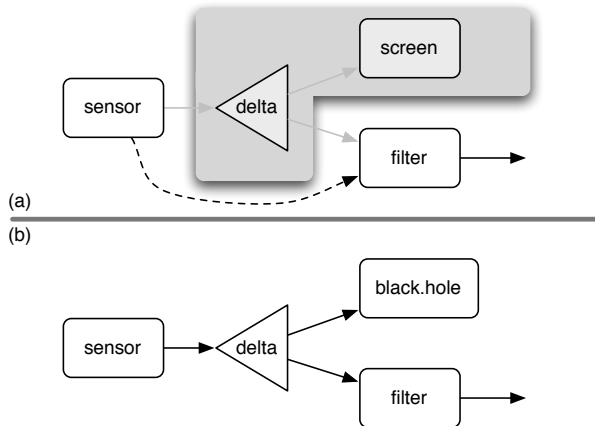 screen
sensor
delta
filter
(a)
(b)
black.hole
sensor
delta
filter